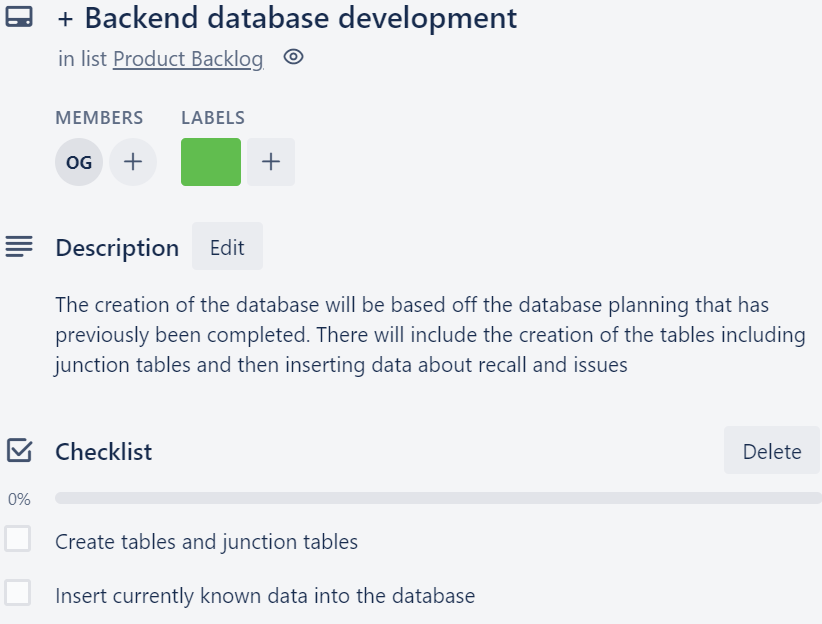 + Backend database development
in list Product Backlog
MEMBERS LABELS
OG + +
Description Edit
The creation of the database will be based off the database planning that has
previously been completed. There will include the creation of the tables including
junction tables and then inserting data about recall and issues
Checklist Delete
0%
Create tables and junction tables
Insert currently known data into the database